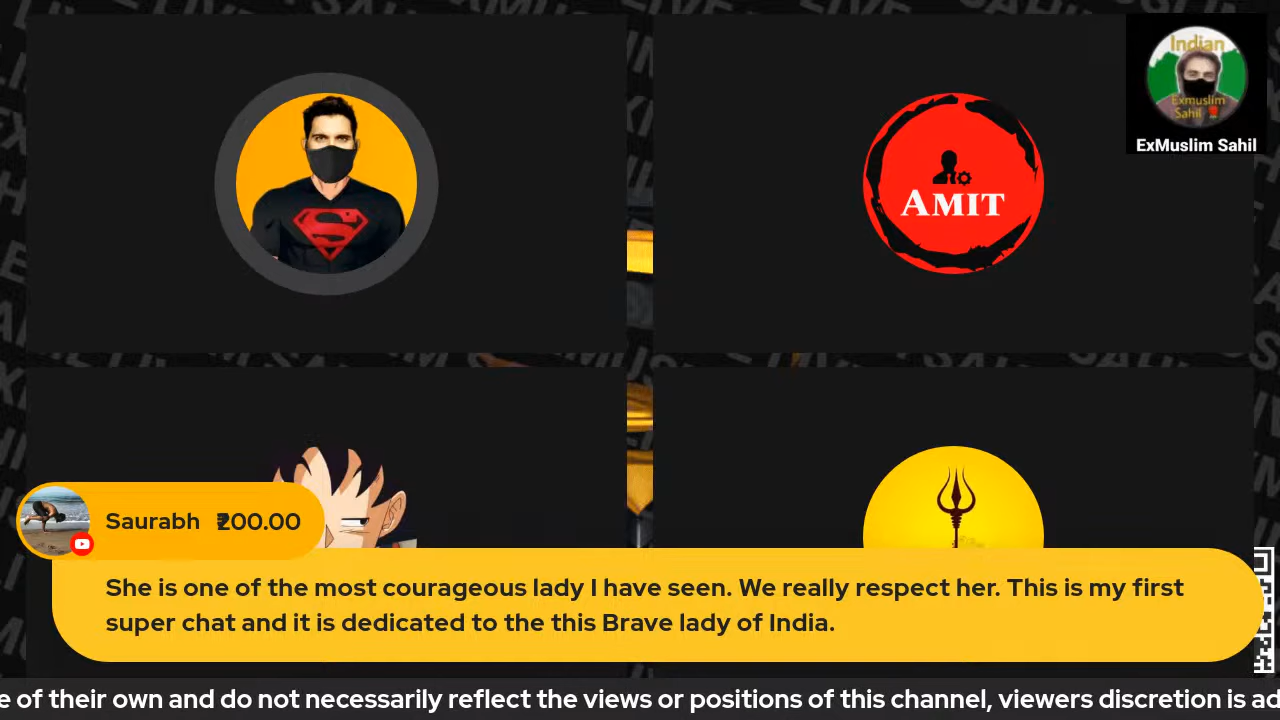 Indian
Exmuslim
Sahil
ExMuslim Sahil
AMIT
Saurabh ₹200.00
She is one of the most courageous lady I have seen. We really respect her. This is my first
super chat and it is dedicated to the this Brave lady of India.
e of their own and do not necessarily reflect the views or positions of this channel, viewers discretion is ad